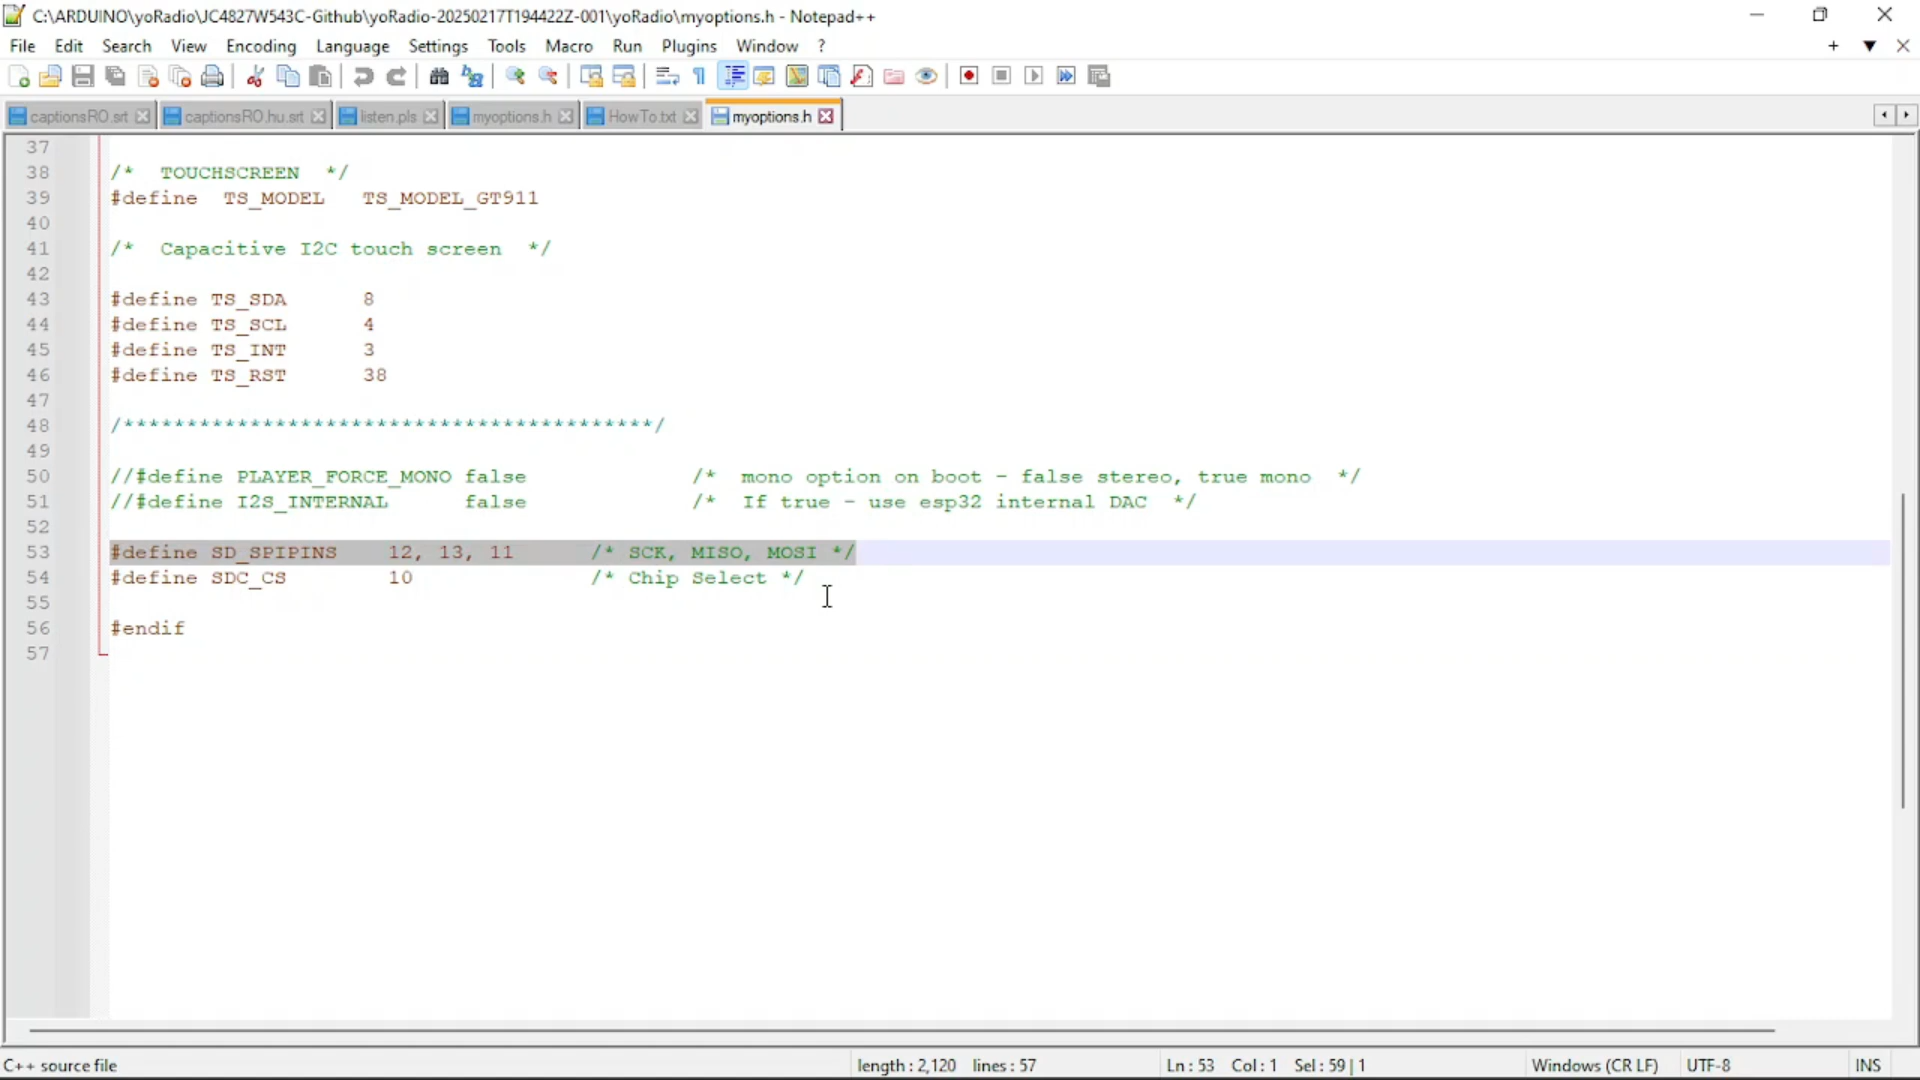 C:\ARDUINO\yoRadio\JC4827W543C-Github\yoRadio-20250217T194422Z-001\yoRadio\myoptions.h - Notepad++
File Edit Search View Encoding Language Settings Tools Macro Run Plugins Window ?
captionsRO.srt captionsRO.hu.srt listen.pls myoptions.h HowTo.txt myoptions.h
37
38 /* TOUCHSCREEN */
39 #define TS_MODEL TS_MODEL_GT911
40
41 /* Capacitive I2C touch screen */
42
43 #define TS_SDA 8
44 #define TS_SCL 4
45 #define TS_INT 3
46 #define TS_RST 38
47
48 /******************************************/
49
50 //#define PLAYER_FORCE_MONO false /* mono option on boot - false stereo, true mono */
51 //#define I2S_INTERNAL false /* If true - use esp32 internal DAC */
52
53 #define SD_SPIPINS 12, 13, 11 /* SCK, MISO, MOSI */
54 #define SDC_CS 10 /* Chip Select */
55
56 #endif
57
C++ source file length : 2,120 lines : 57 Ln : 53 Col : 1 Sel : 59 | 1 Windows (CR LF) UTF-8 INS